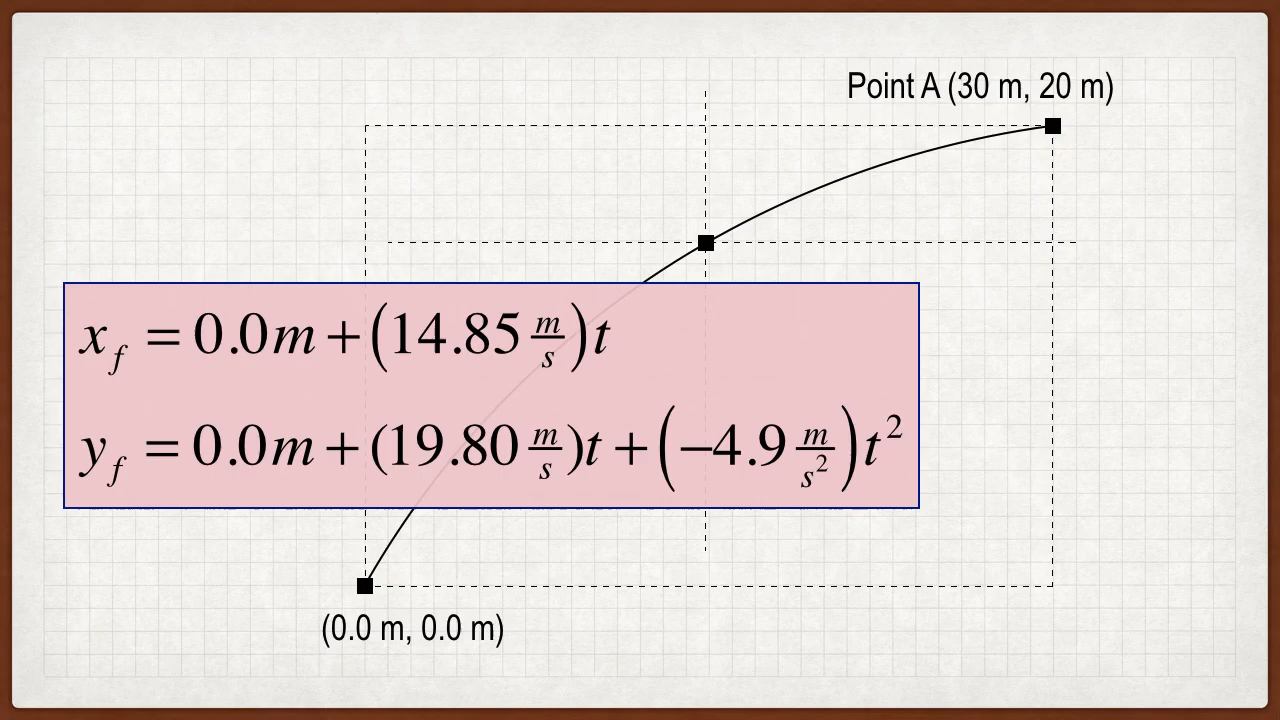 Point A (30 m, 20 m)
x_f = 0.0m + (14.85 m/s)t
y_f = 0.0m + (19.80 m/s)t + (−4.9 m/s²)t²
(0.0 m, 0.0 m)